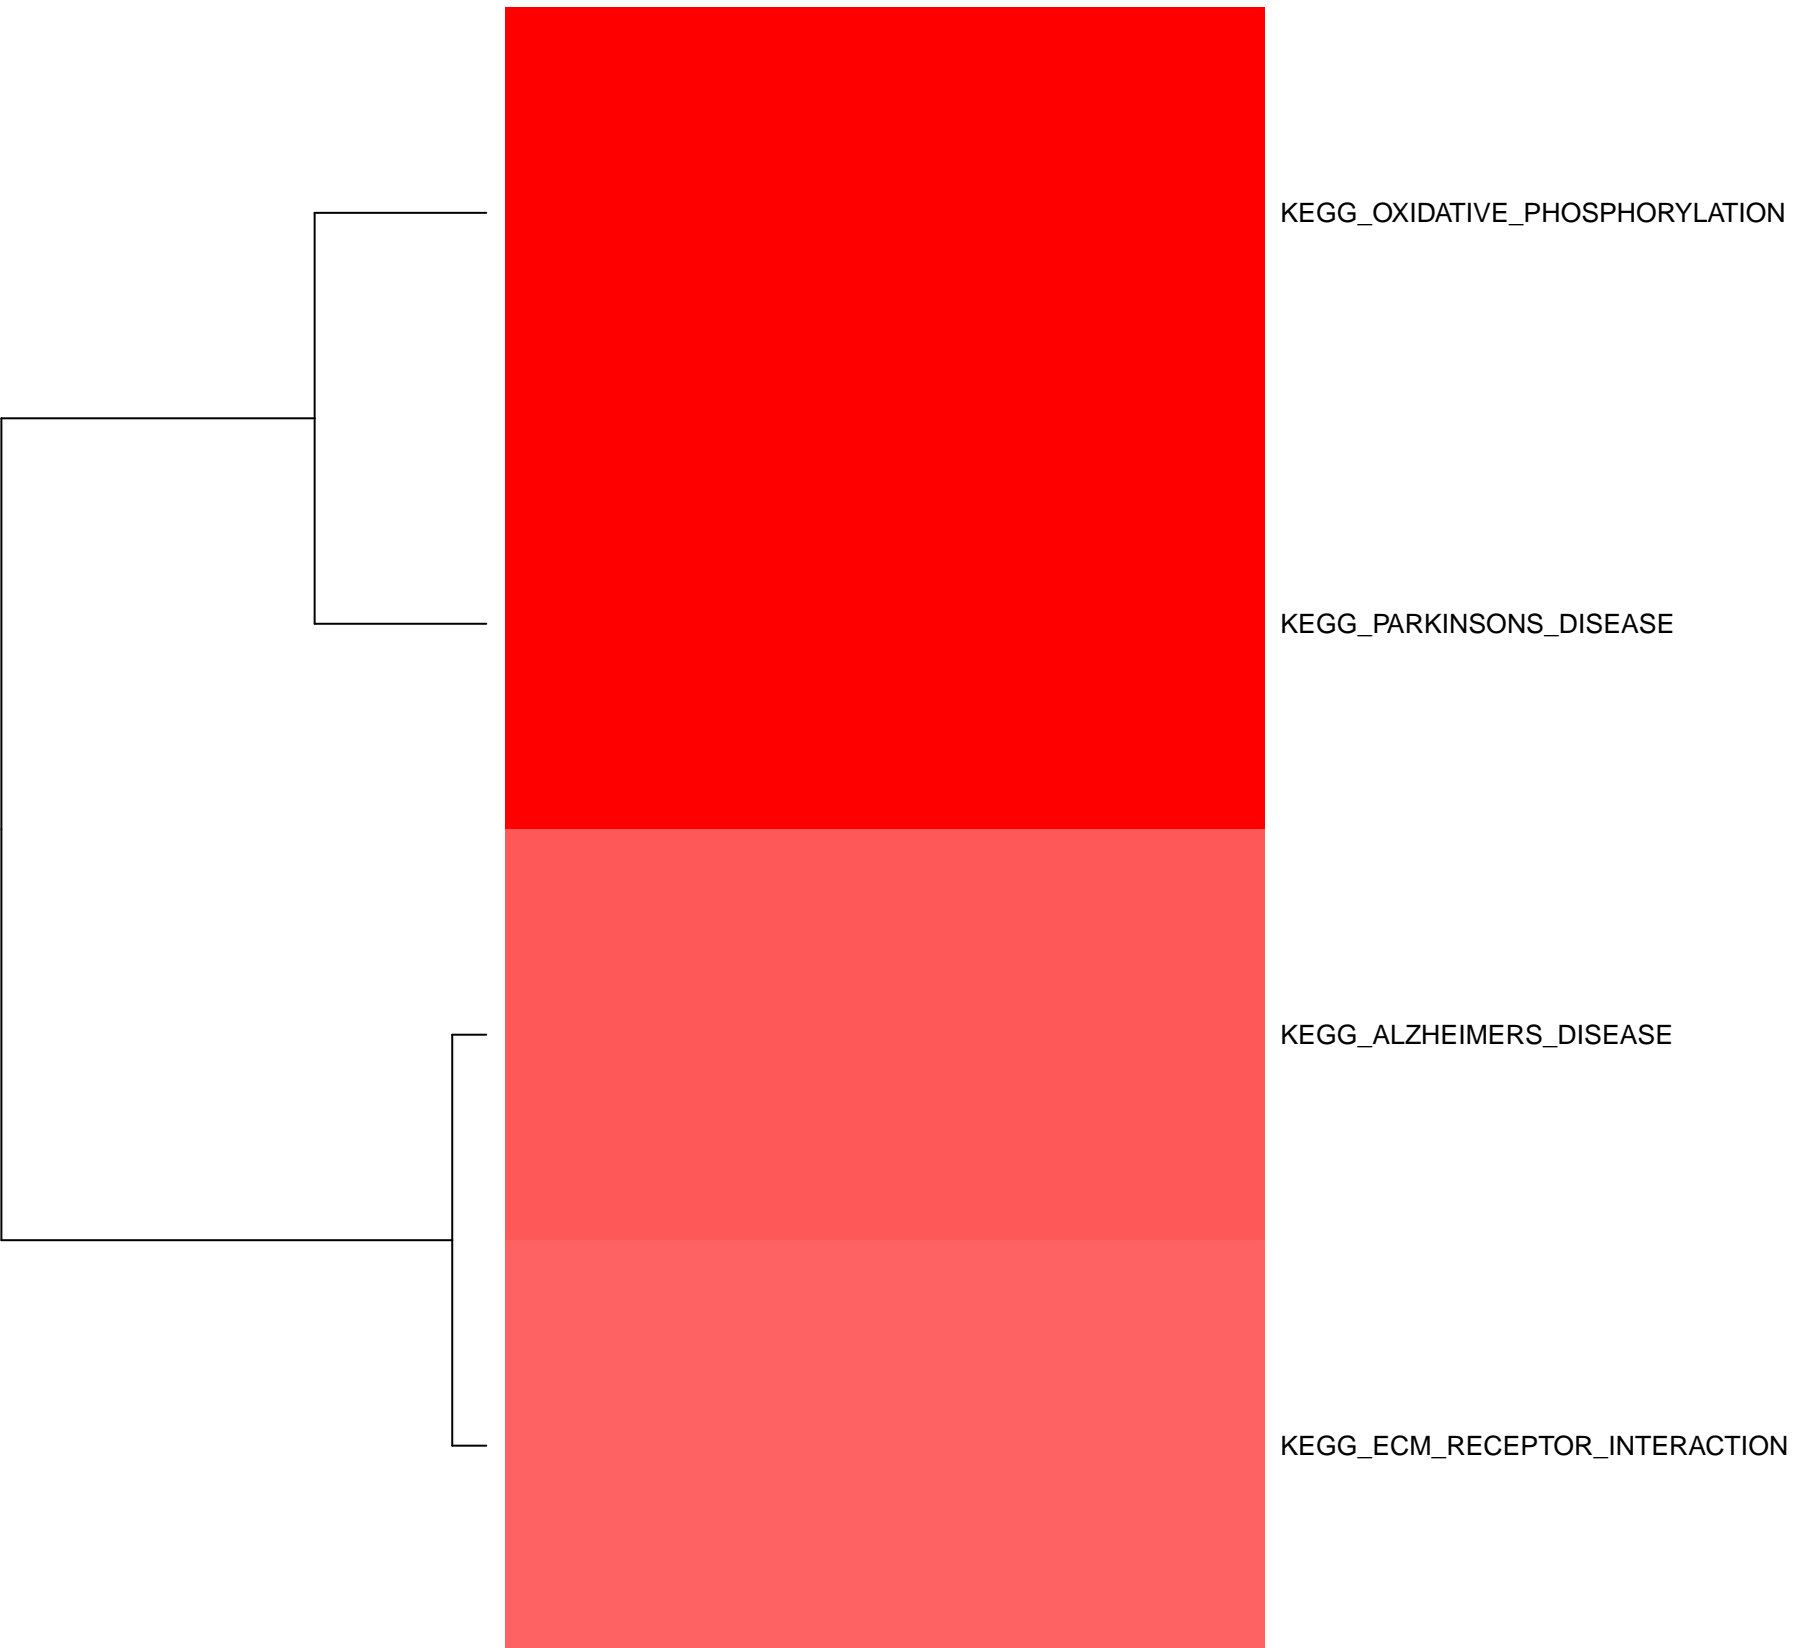 KEGG_OXIDATIVE_PHOSPHORYLATION
KEGG_PARKINSONS_DISEASE
KEGG_ALZHEIMERS_DISEASE
KEGG_ECM_RECEPTOR_INTERACTION